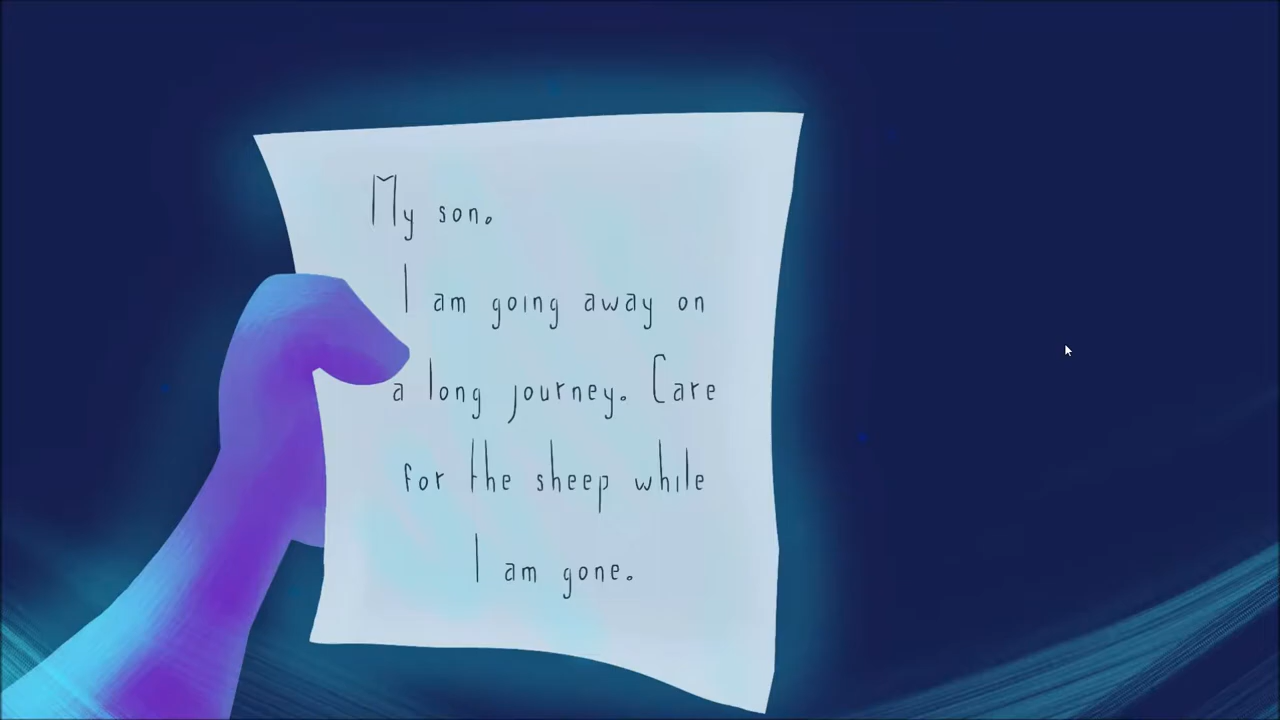 My son.
I am going away on
a long journey. Care
for the sheep while
I am gone.